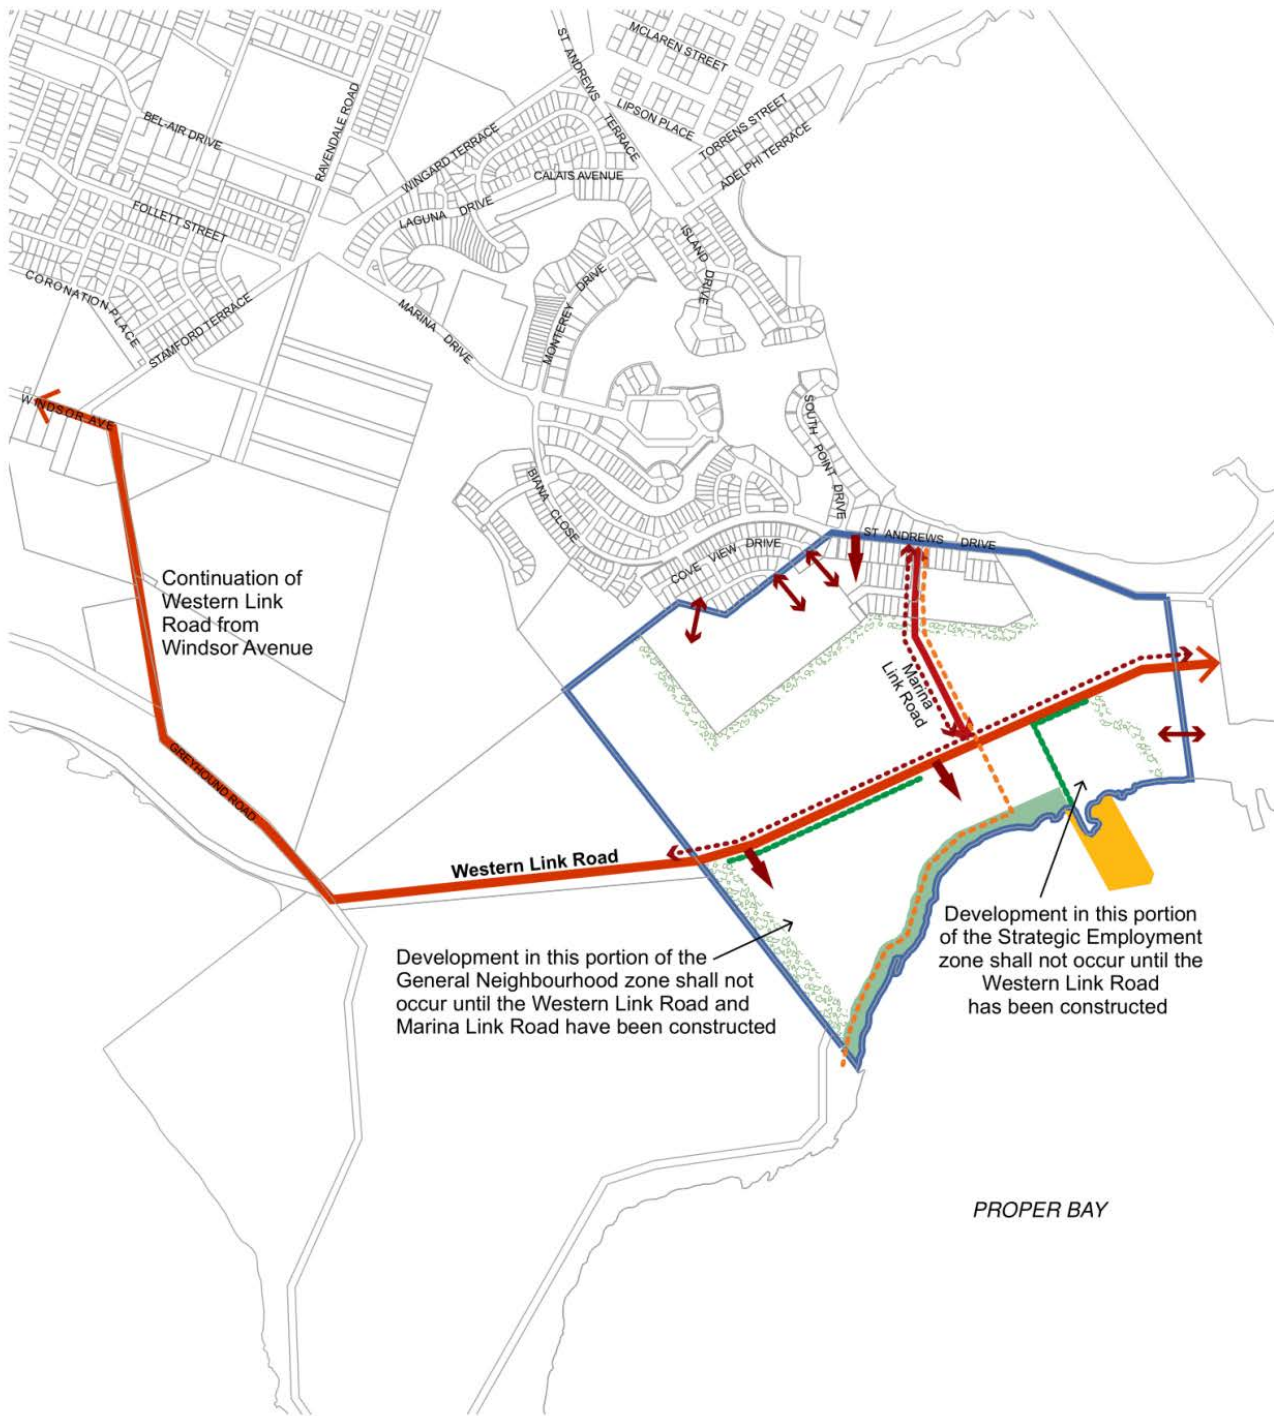 ST ANDREWS TERRACE
MCLAREN STREET
BEL-AIR DRIVE
RAVENDALE ROAD
LIPSON PLACE
TORRENS STREET
WINGARD TERRACE
ADELPHI TERRACE
CALAIS AVENUE
LAGUNA DRIVE
FOLLETT STREET
ISLAND DRIVE
CORONATION PLACE
STAMFORD TERRACE
MARINA DRIVE
MONTEREY DRIVE
WINDSOR AVE
SOUTH POINT DRIVE
BIANA CLOSE
ST ANDREWS DRIVE
COVE VIEW DRIVE
Continuation of
Western Link
Road from
Windsor Avenue
Marina
Link Road
GREYHOUND ROAD
Western Link Road
Development in this portion of the
General Neighbourhood zone shall not
occur until the Western Link Road and
Marina Link Road have been constructed
Development in this portion
of the Strategic Employment
zone shall not occur until the
Western Link Road
has been constructed
PROPER BAY